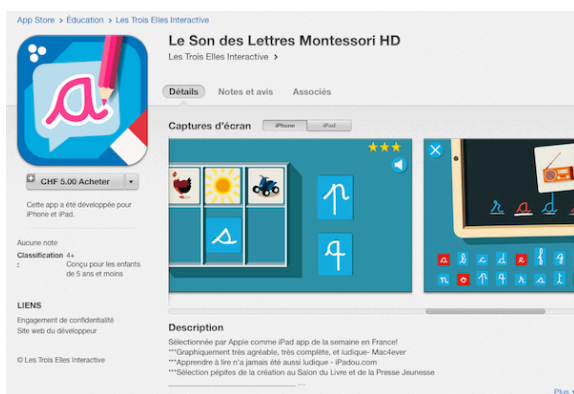 App Store › Éducation › Les Trois Elles Interactive
Le Son des Lettres Montessori HD
Les Trois Elles Interactive ›
Détails Notes et avis Associés
Captures d'écran iPhone iPad
a
s
p
q
r a d
a b c d e f g
n o p q r s t
CHF 5.00 Acheter
Cette app a été développée pour
iPhone et iPad.
Aucune note
Classification 4+
: Conçu pour les enfants
de 5 ans et moins
LIENS
Engagement de confidentialité
Site web du développeur
© Les Trois Elles Interactive
Description
Sélectionnée par Apple comme iPad app de la semaine en France!
***Graphiquement très agréable, très complète, et ludique- Mac4ever
***Apprendre à lire n'a jamais été aussi ludique - iPadou.com
***Sélection pépites de la création au Salon du Livre et de la Presse Jeunesse
...
Plus